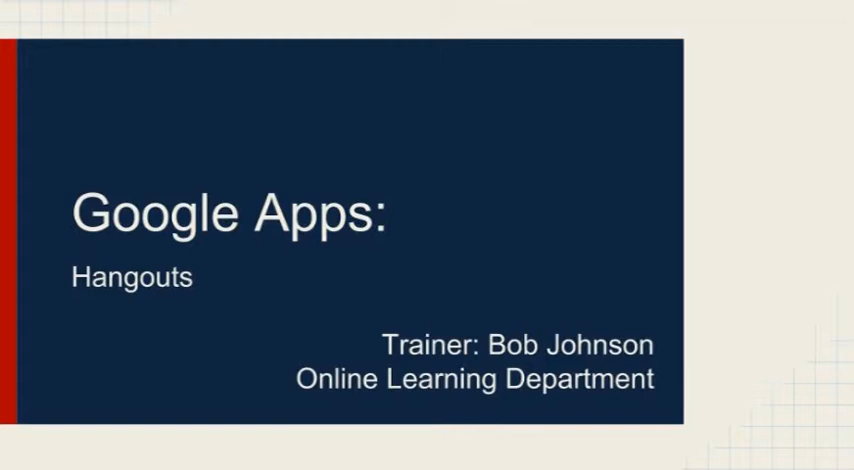 Google Apps:
Hangouts
Trainer: Bob Johnson
Online Learning Department